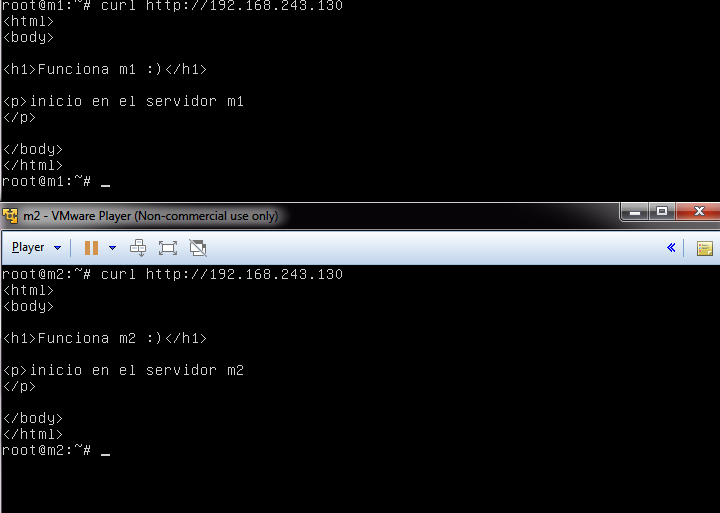 root@m1:~# curl http://192.168.243.130
<html>
<body>
<h1>Funciona m1 :)</h1>
<p>inicio en el servidor m1
</p>
</body>
</html>
root@m1:~# _
m2 - VMware Player (Non-commercial use only)
Player
root@m2:~# curl http://192.168.243.130
<html>
<body>
<h1>Funciona m2 :)</h1>
<p>inicio en el servidor m2
</p>
</body>
</html>
root@m2:~# _